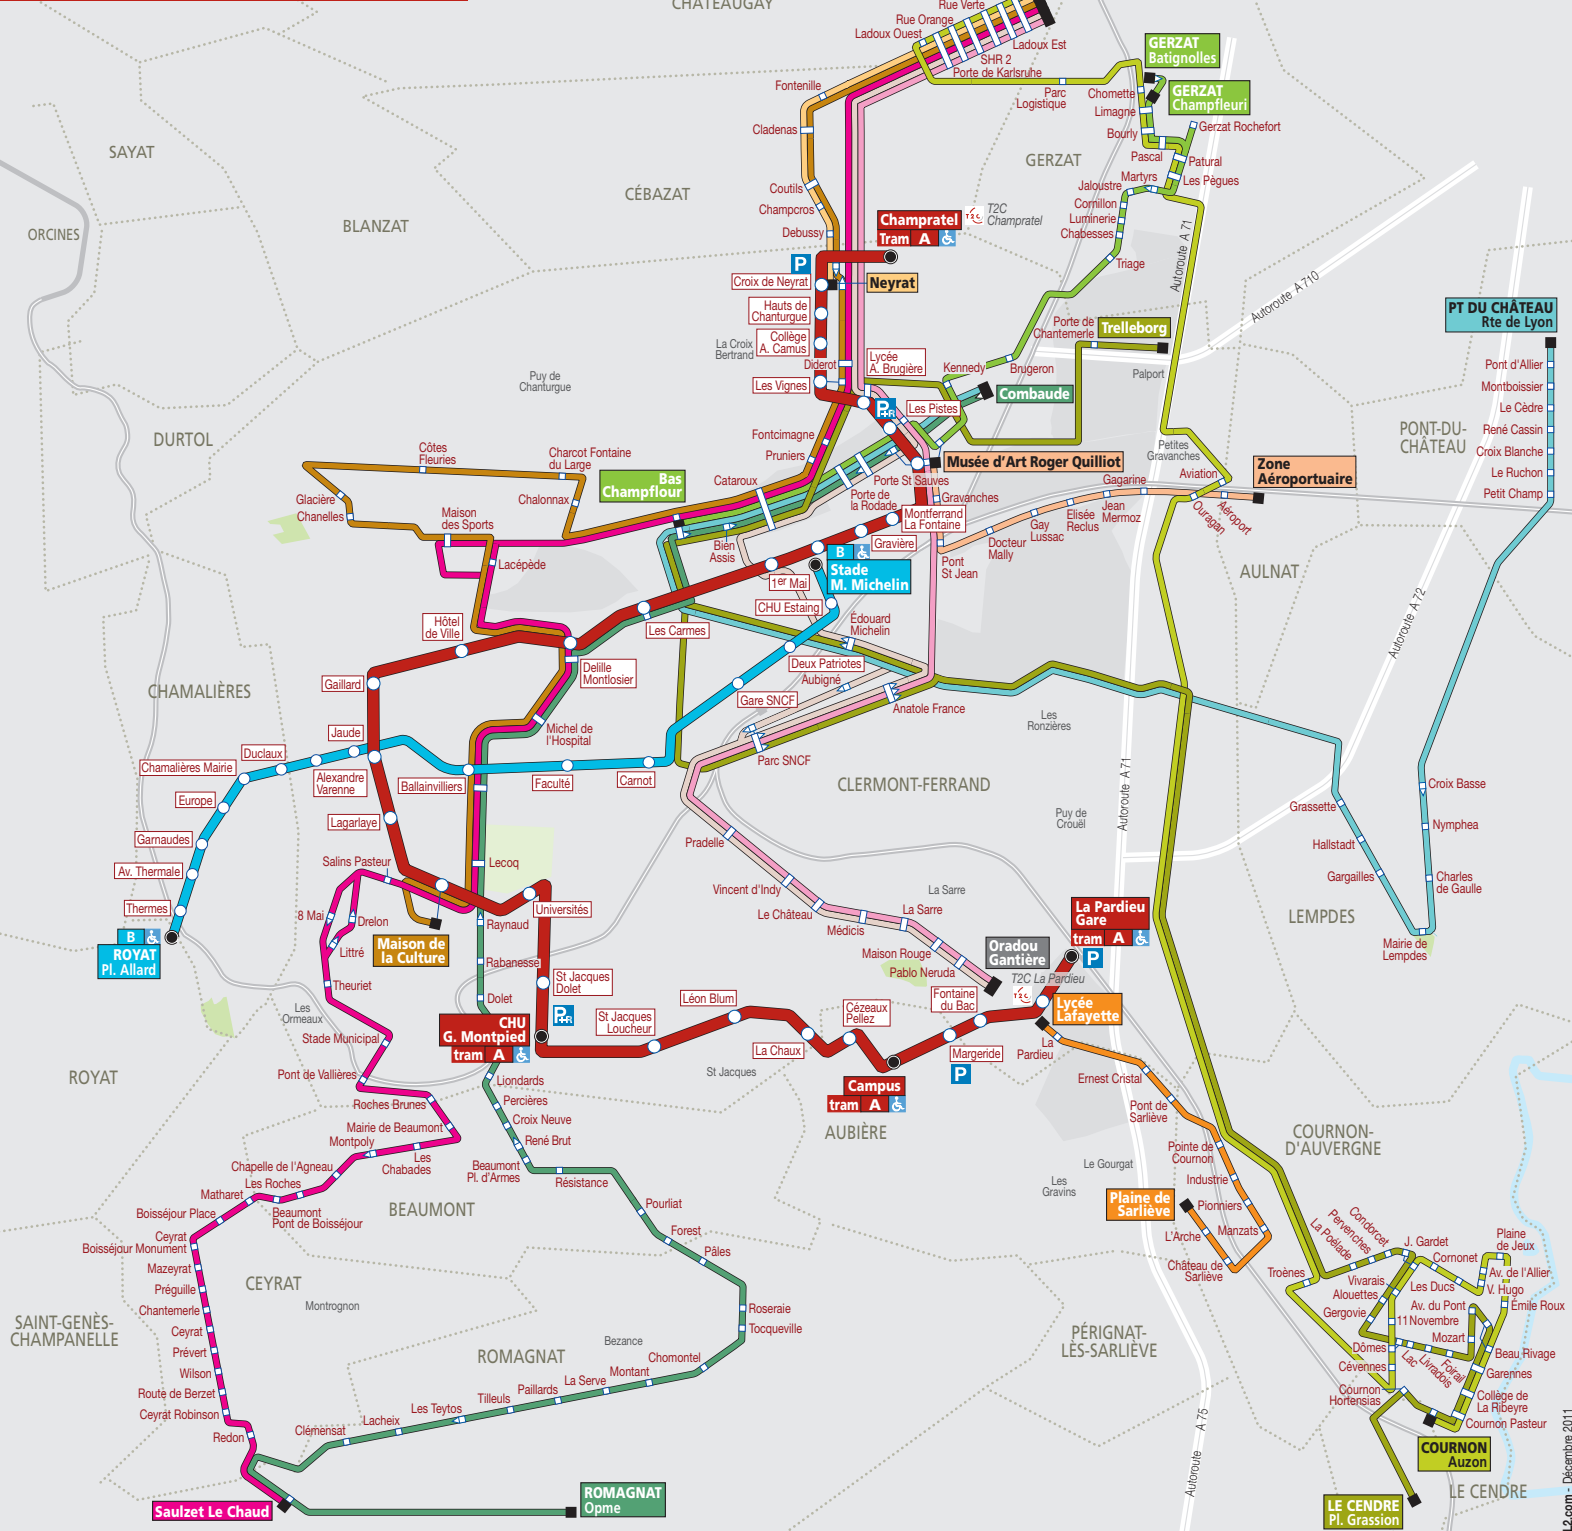 CHATEAUGAY
Rue Verte
Rue Orange
Ladoux Ouest
Ladoux Est
SHR 2
Porte de Karlsruhe
GERZAT
Batignolles
GERZAT
Champfleuri
Fontenille
Parc
Logistique
Chomette
Limagne
Bourly
Gerzat Rochefort
Cladenas
SAYAT
GERZAT
Pascal
Patural
Martyrs
Les Pègues
Jaloustre
Coutils
CÉBAZAT
Cornillon
Champcros
Luminerie
Chabesses
Debussy
Champratel
Tram A
T2C
T2C
Champratel
ORCINES
BLANZAT
Autoroute A 71
Triage
P
Croix de Neyrat
Neyrat
Autoroute A 710
Hauts de
Chanturgue
PT DU CHÂTEAU
Rte de Lyon
Porte de
Chantemerle
Trelleborg
La Croix
Bertrand
Collège
A. Camus
Diderot
Lycée
A. Brugière
Kennedy
Brugeron
Palport
Pont d'Allier
Montboissier
Puy de
Chanturgue
Les Vignes
Combaude
P+R
Les Pistes
Le Cèdre
René Cassin
PONT-DU-
CHÂTEAU
DURTOL
Fontcimagne
Pruniers
Croix Blanche
Petites
Gravanches
Côtes
Fleuries
Charcot Fontaine
du Large
Musée d'Art Roger Quilliot
Zone
Aéroportuaire
Le Ruchon
Aviation
Bas
Champflour
Cataroux
Porte St Sauves
Gagarine
Petit Champ
Glacière
Chanelles
Chalonnax
Porte de
la Rodade
Gravanches
Jean
Mermoz
Elisée
Reclus
Gay
Lussac
Ouragan
Aéroport
Maison
des Sports
Montferrand
La Fontaine
Docteur
Mally
Bien
Assis
Gravière
Lacépède
B
Stade
M. Michelin
Pont
St Jean
AULNAT
1er Mai
CHU Estaing
Autoroute A 72
Hôtel
de Ville
Les Carmes
Édouard
Michelin
Deux Patriotes
Aubigné
Gaillard
Delille
Montlosier
CHAMALIÈRES
Gare SNCF
Anatole France
Les
Ronzières
Jaude
Michel de
l'Hospital
Duclaux
Chamalières Mairie
Parc SNCF
Alexandre
Varenne
Ballainvilliers
Faculté
Carnot
CLERMONT-FERRAND
Autoroute A 71
Croix Basse
Europe
Grassette
Lagarlaye
Puy de
Crouël
Nymphea
Garnaudes
Pradelle
Hallstadt
Av. Thermale
Salins Pasteur
Lecoq
Vincent d'Indy
La Sarre
Gargailles
Charles
de Gaulle
Thermes
8 Mai
Drelon
Universités
Le Château
La Sarre
LEMPDES
La Pardieu
Gare
tram A
P
Raynaud
Médicis
Mairie de
Lempdes
B
ROYAT
Pl. Allard
Littré
Maison de
la Culture
Maison Rouge
Oradou
Gantière
Rabanesse
Pablo Neruda
T2C La Pardieu
T2C
Theuriet
St Jacques
Dolet
Dolet
Léon Blum
Fontaine
du Bac
Lycée
Lafayette
Les
Ormeaux
P+R
Cézeaux
Pellez
CHU
G. Montpied
tram A
St Jacques
Loucheur
Stade Municipal
La Chaux
Margeride
La
Pardieu
P
ROYAT
Pont de Vallières
Liondards
St Jacques
Campus
tram A
Ernest Cristal
Roches Brunes
Percières
Croix Neuve
Pont de
Sarliève
Mairie de Beaumont
René Brut
AUBIÈRE
COURNON-
D'AUVERGNE
Montpoly
Pointe de
Cournon
Chapelle de l'Agneau
Les
Chabades
Beaumont
Pl. d'Armes
Résistance
Le Gourgat
Les Roches
Les
Gravins
Industrie
Matharet
Plaine de
Sarliève
Pionniers
Boisséjour Place
Beaumont
Pont de Boisséjour
BEAUMONT
Pourliat
Forest
L'Arche
Manzats
Condorcet
Pervenches
La Poëlade
Plaine
de Jeux
Ceyrat
Boisséjour Monument
Pâles
J. Gardet
Cornonet
Mazeyrat
Château de
Sarliève
Troènes
Av. de l'Allier
CEYRAT
Vivarais
Les Ducs
V. Hugo
Préguille
Alouettes
Montrognon
Roseraie
Chantemerle
Gergovie
Av. du Pont
Émile Roux
SAINT-GENÈS-
CHAMPANELLE
11 Novembre
Ceyrat
Tocqueville
Mozart
Bezance
PÉRIGNAT-
LÈS-SARLIÈVE
Dômes
Prévert
ROMAGNAT
Chomontel
Lac
Livradois
Foirail
Beau Rivage
Cévennes
Wilson
Montant
Garennes
La Serve
Route de Berzet
Paillards
Cournon
Hortensias
Collège de
La Ribeyre
Tilleuls
Ceyrat Robinson
Les Teytos
Lacheix
Cournon Pasteur
Clémensat
Redon
Autoroute A 75
COURNON
Auzon
LE CENDRE
ROMAGNAT
Opme
Saulzet Le Chaud
LE CENDRE
Pl. Grassion
L2.com - Décembre 2011